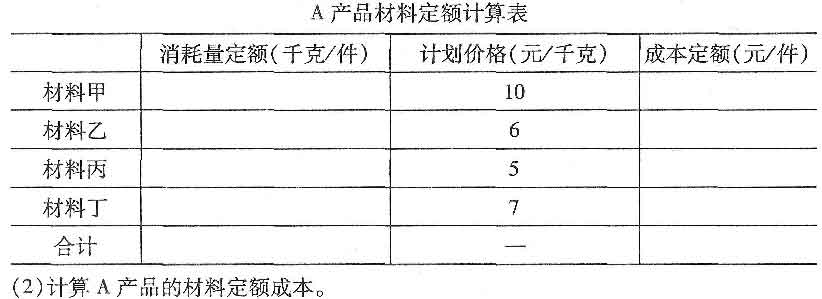 A 产品材料定额计算表
消耗量定额(千克/件) 计划价格(元/千克) 成本定额(元/件)
材料甲 10
材料乙 6
材料丙 5
材料丁 7
合计 —
(2)计算 A 产品的材料定额成本。